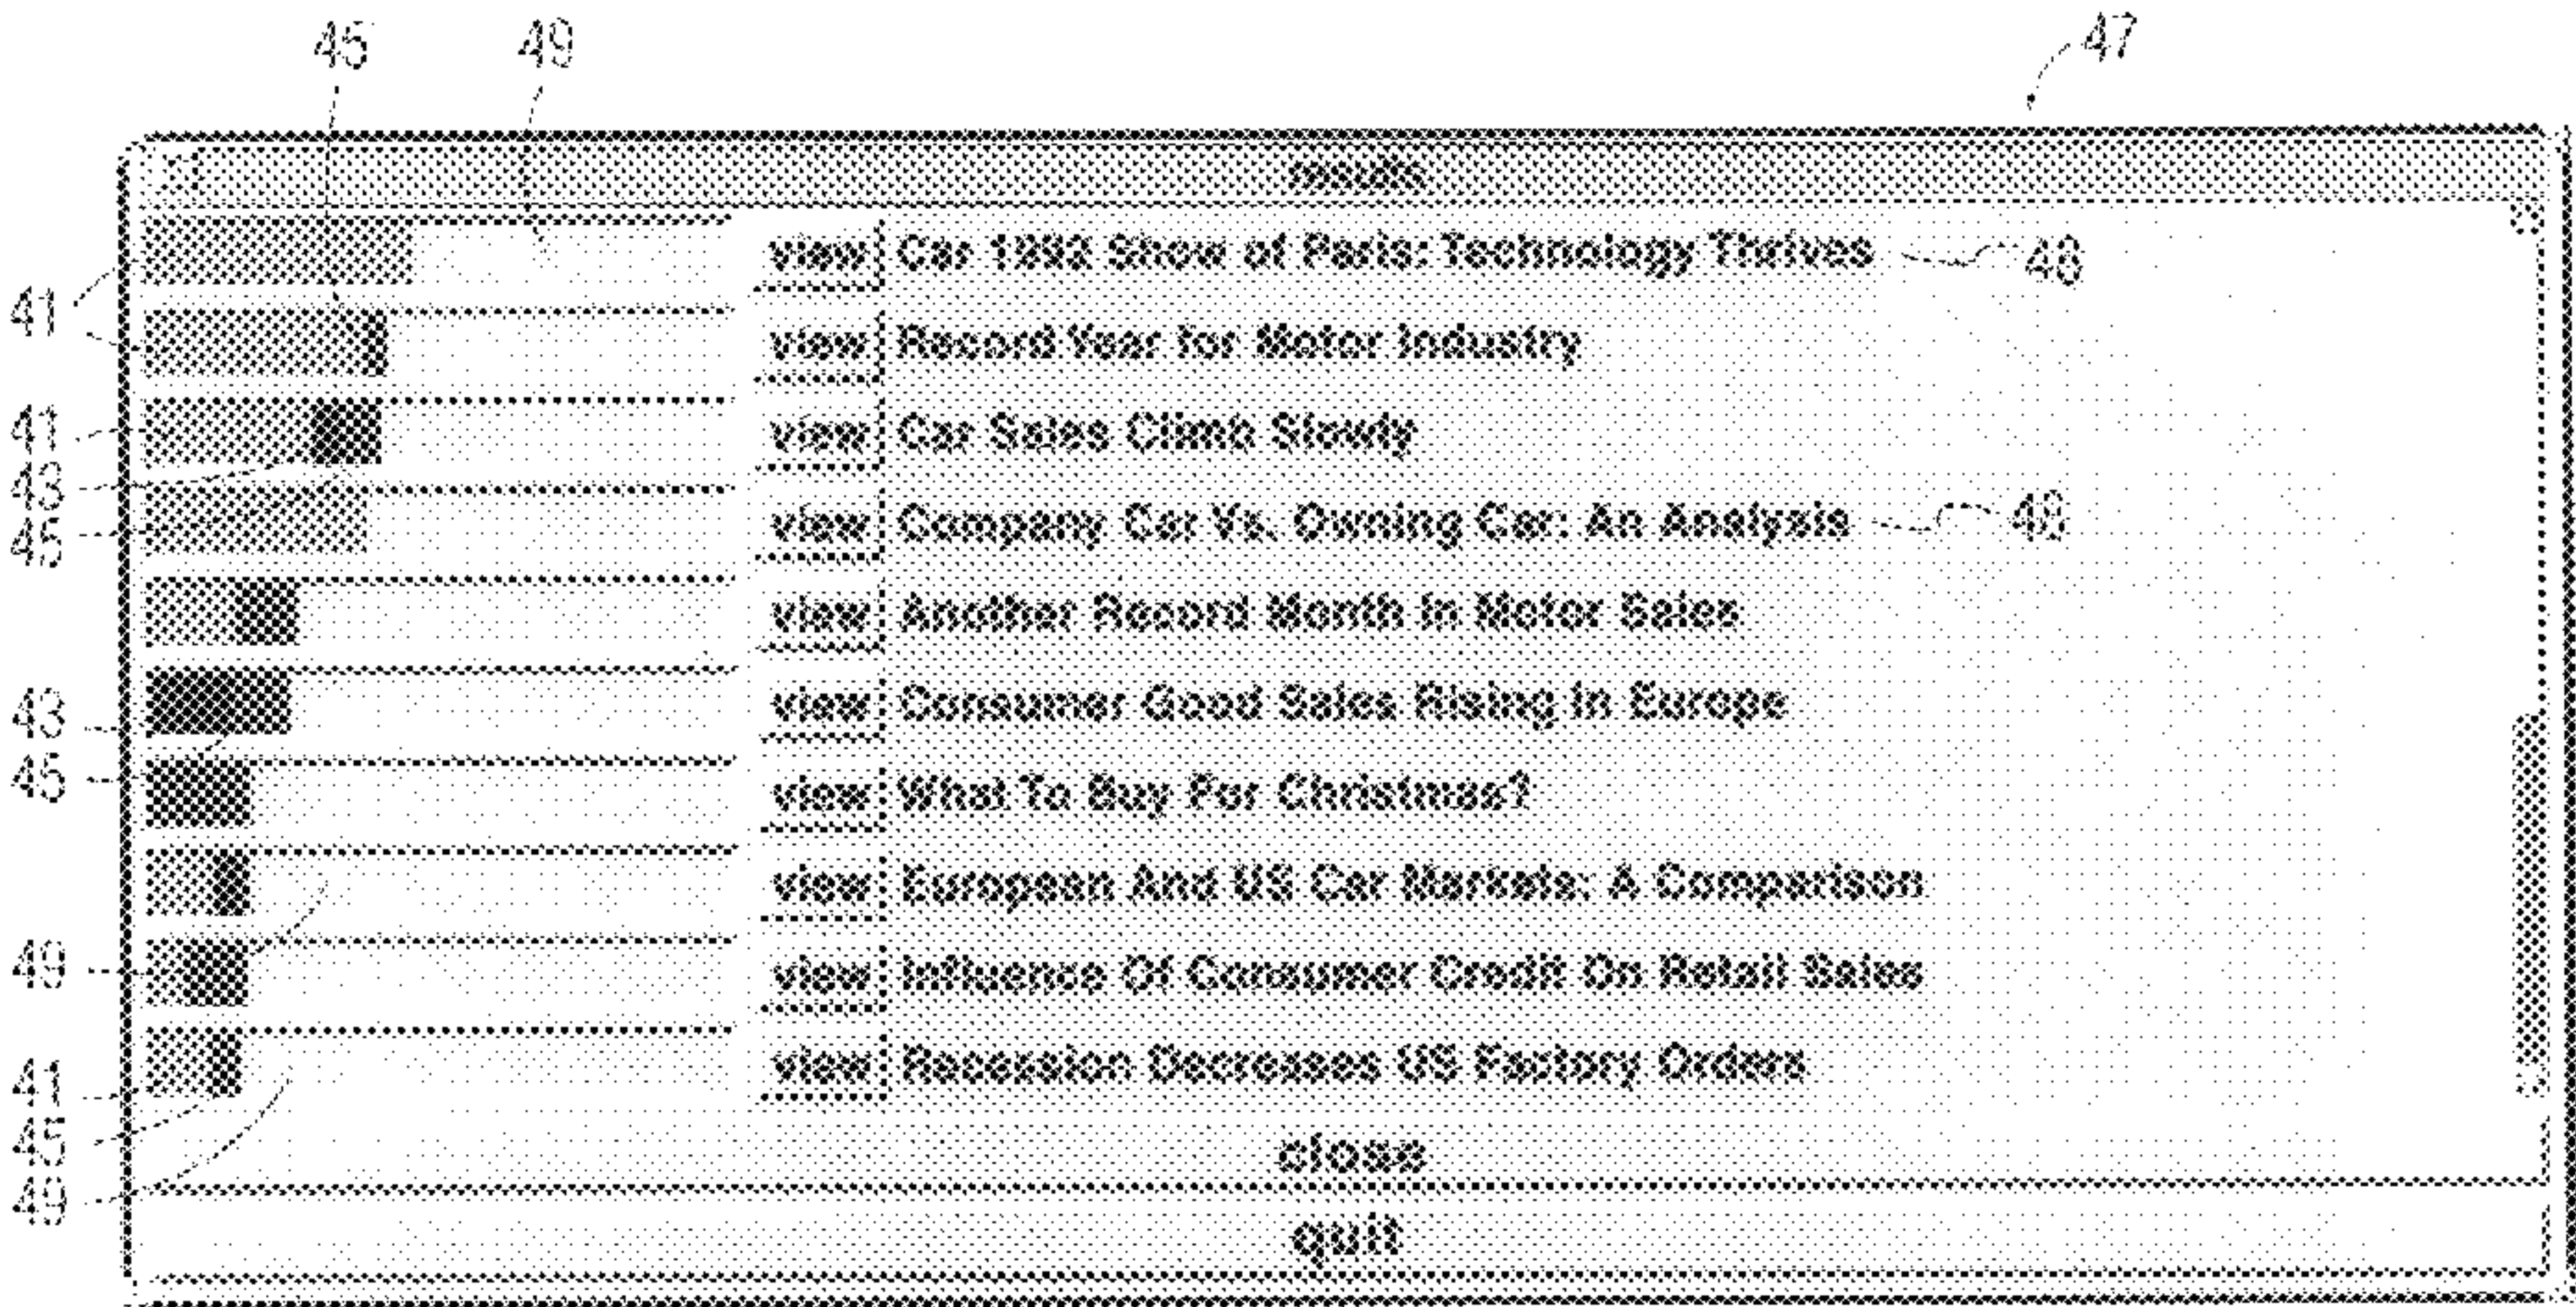 45 49 47
results
view Car 1992 Show of Paris: Technology Thrives 48
41
view Record Year for Motor Industry
41 view Car Sales Climb Slowly
43
45 view Company Car Vs. Owning Car: An Analysis 48
view Another Record Month In Motor Sales
43 view Consumer Good Sales Rising In Europe
45 view What To Buy For Christmas?
view European And US Car Markets: A Comparison
49 view Influence Of Consumer Credit On Retail Sales
41 view Recession Decreases US Factory Orders
45 close
49
quit